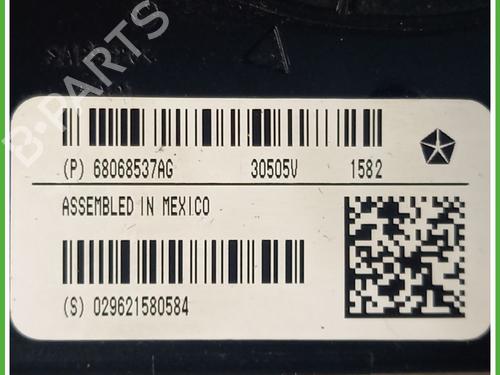 B-PARTS
(P) 68068537AG 30505V 1582
ASSEMBLED IN MEXICO
(S) 029621580584